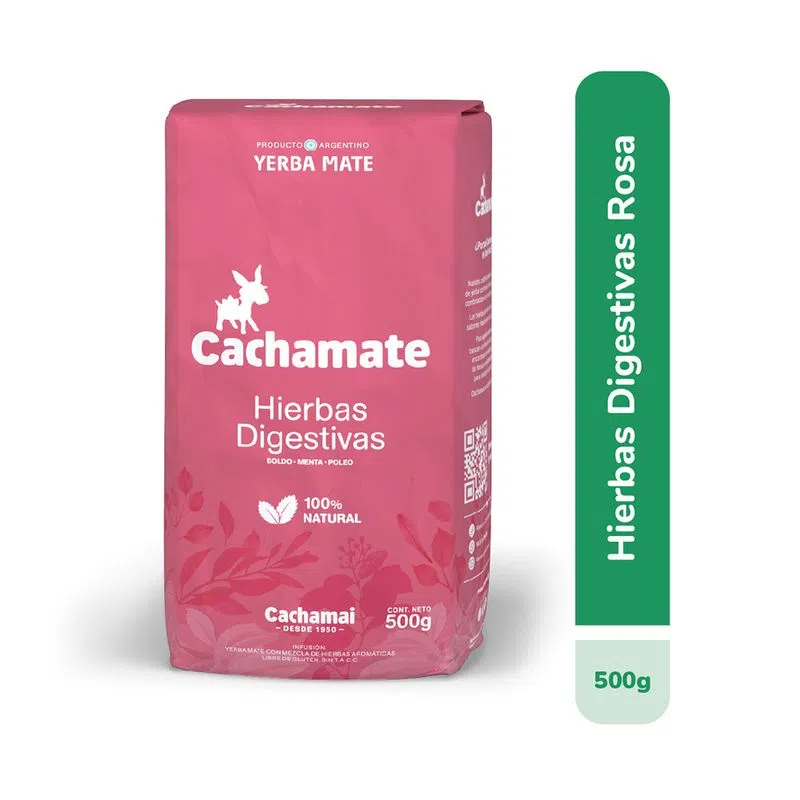 Cachamate
PRODUCTO ARGENTINO
YERBA MATE
Cachamate
Hierbas
Digestivas
BOLDO - MENTA - POLEO
100%
NATURAL
Cachamai
- DESDE 1950 -
CONT. NETO
500g
INFUSIÓN
YERBA MATE CON MEZCLA DE HIERBAS AROMÁTICAS
LIBRE DE GLUTEN, SIN T.A.C.C.
Hierbas Digestivas Rosa
500g